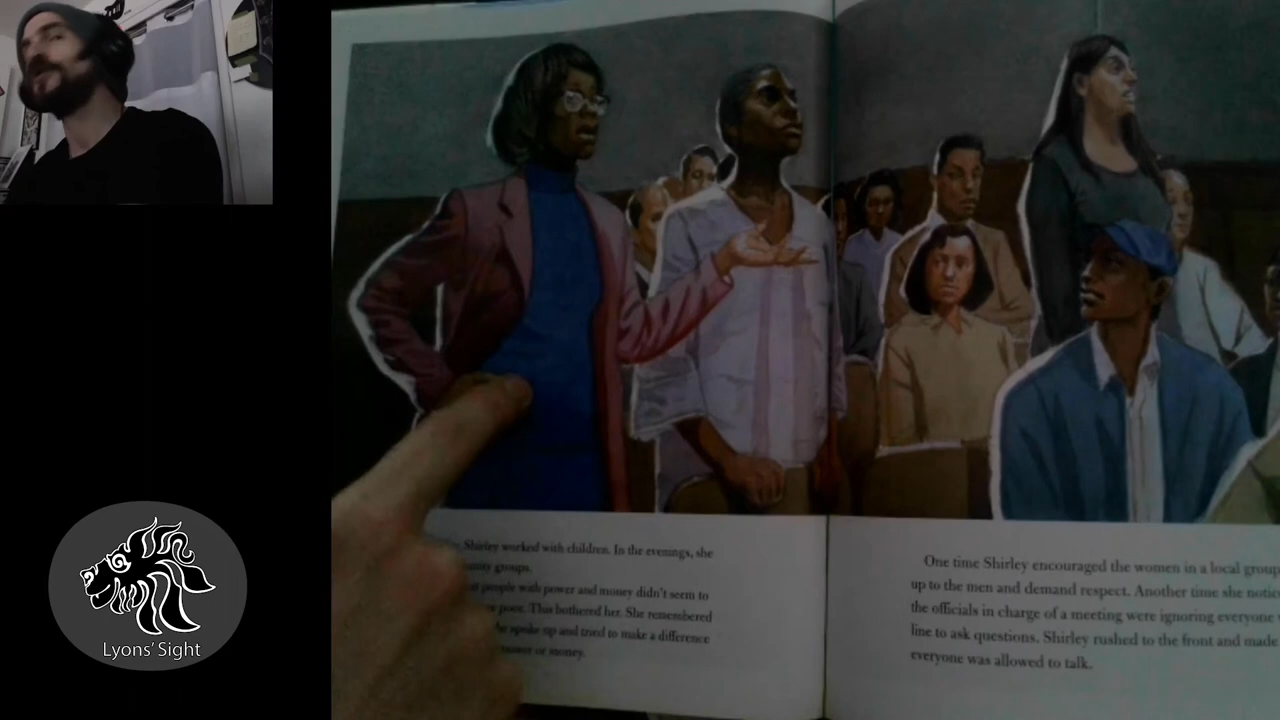 Shirley worked with children. In the evenings, she
groups.
people with power and money didn't seem to
poor. This bothered her. She remembered
she spoke up and tried to make a difference
power or money.
One time Shirley encouraged the women in a local group
up to the men and demand respect. Another time she notic
the officials in charge of a meeting were ignoring everyone
line to ask questions. Shirley rushed to the front and made
everyone was allowed to talk.
Lyons' Sight